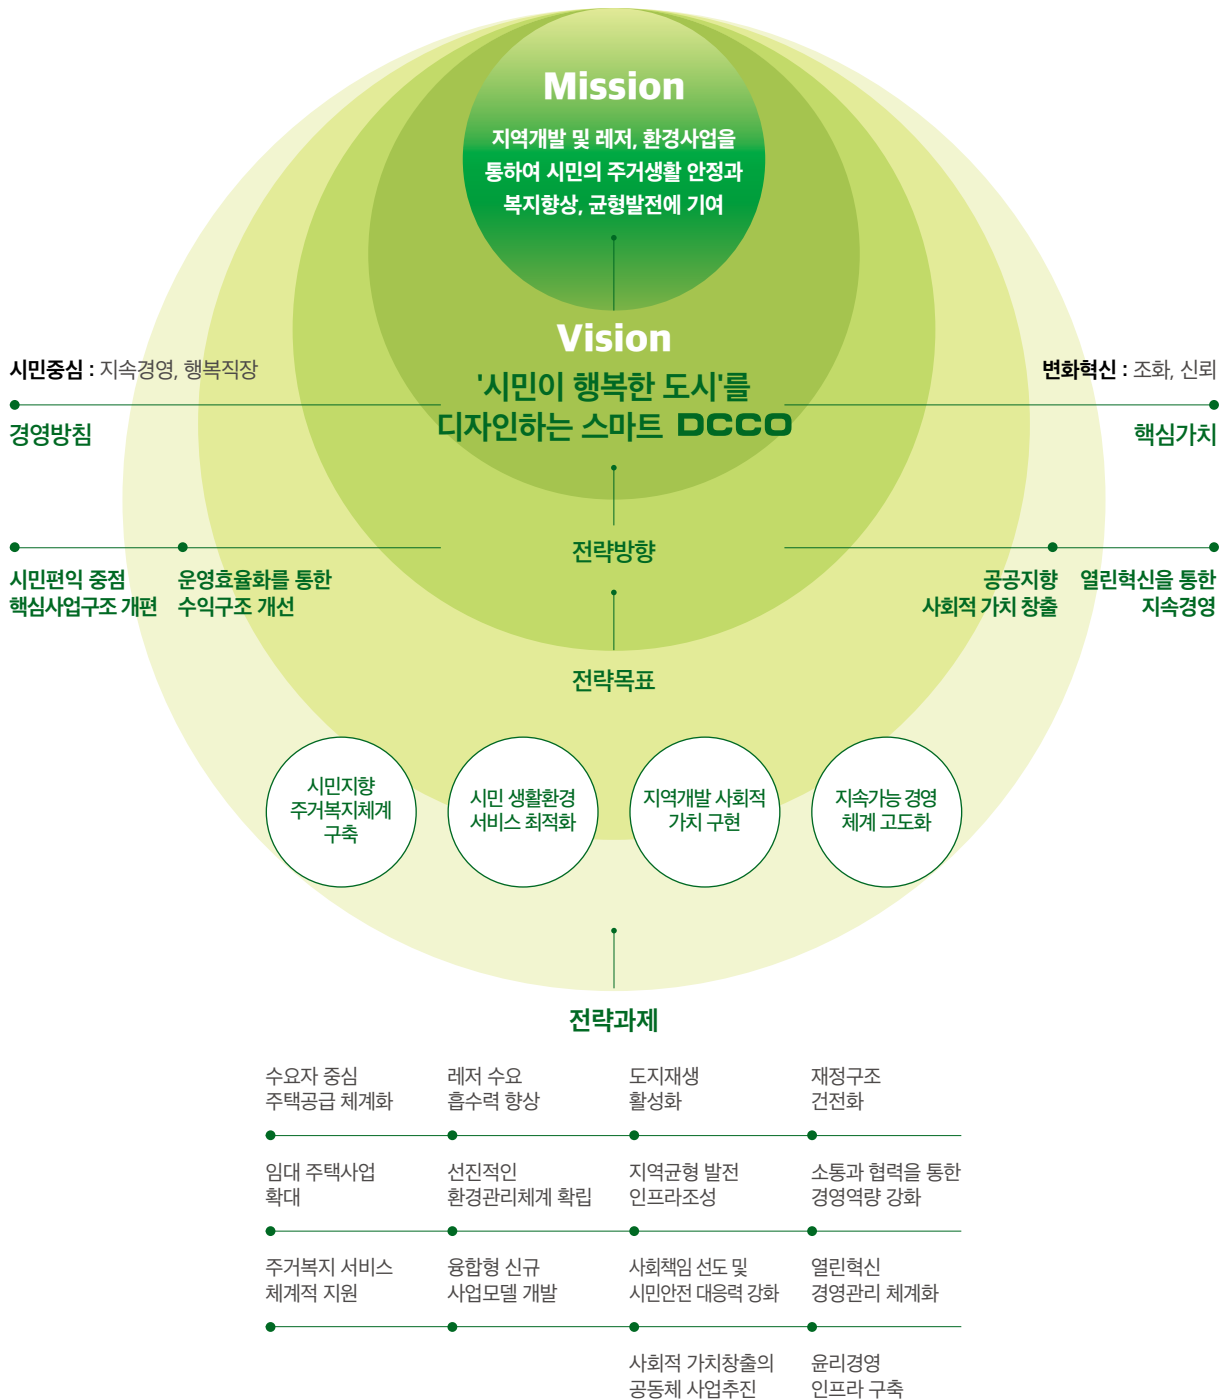 Mission
지역개발 및 레저, 환경사업을
통하여 시민의 주거생활 안정과
복지향상, 균형발전에 기여
Vision
'시민이 행복한 도시'를
디자인하는 스마트 DCCO
시민중심 : 지속경영, 행복직장
경영방침
변화혁신 : 조화, 신뢰
핵심가치
전략방향
시민편익 중점
핵심사업구조 개편
운영효율화를 통한
수익구조 개선
공공지향
사회적 가치 창출
열린혁신을 통한
지속경영
전략목표
시민지향
주거복지체계
구축
시민 생활환경
서비스 최적화
지역개발 사회적
가치 구현
지속가능 경영
체계 고도화
전략과제
수요자 중심
주택공급 체계화
레저 수요
흡수력 향상
도지재생
활성화
재정구조
건전화
임대 주택사업
확대
선진적인
환경관리체계 확립
지역균형 발전
인프라조성
소통과 협력을 통한
경영역량 강화
주거복지 서비스
체계적 지원
융합형 신규
사업모델 개발
사회책임 선도 및
시민안전 대응력 강화
열린혁신
경영관리 체계화
사회적 가치창출의
공동체 사업추진
윤리경영
인프라 구축